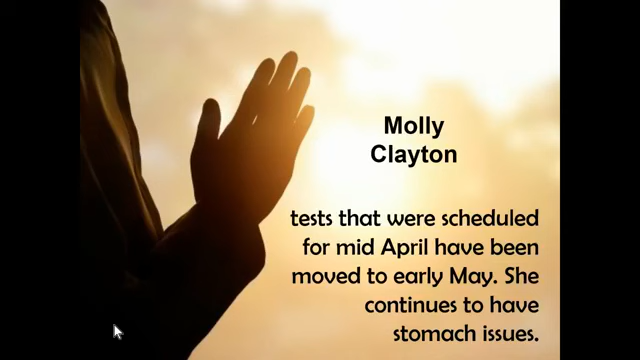 Molly
Clayton
tests that were scheduled
for mid April have been
moved to early May. She
continues to have
stomach issues.